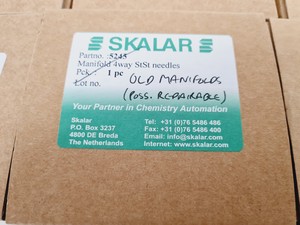 SKALAR
Partno. :5245
Manifold 4way StSt needles
Pck. : 1 pc
Lot no.
OLD MANIFOLDS
(POSS. REPAIRABLE)
Your Partner in Chemistry Automation
Skalar
P.O. Box 3237
4800 DE Breda
The Netherlands
Tel: +31 (0)76 5486 486
Fax: +31 (0)76 5486 400
Email: info@skalar.com
Internet: www.skalar.com